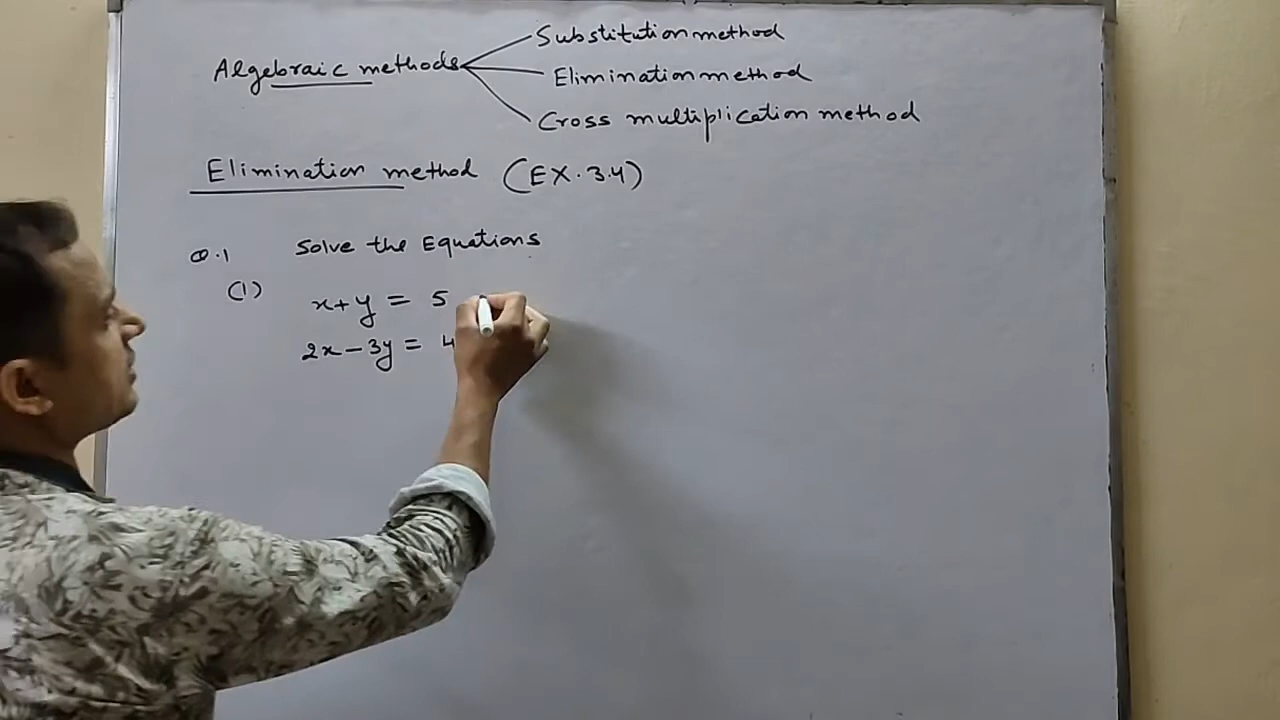 Algebraic methods
Substitution method
Elimination method
Cross multiplication method
Elimination method (EX.3.4)
Q.1 Solve the Equations
(1) x+y = 5
2x-3y = 4